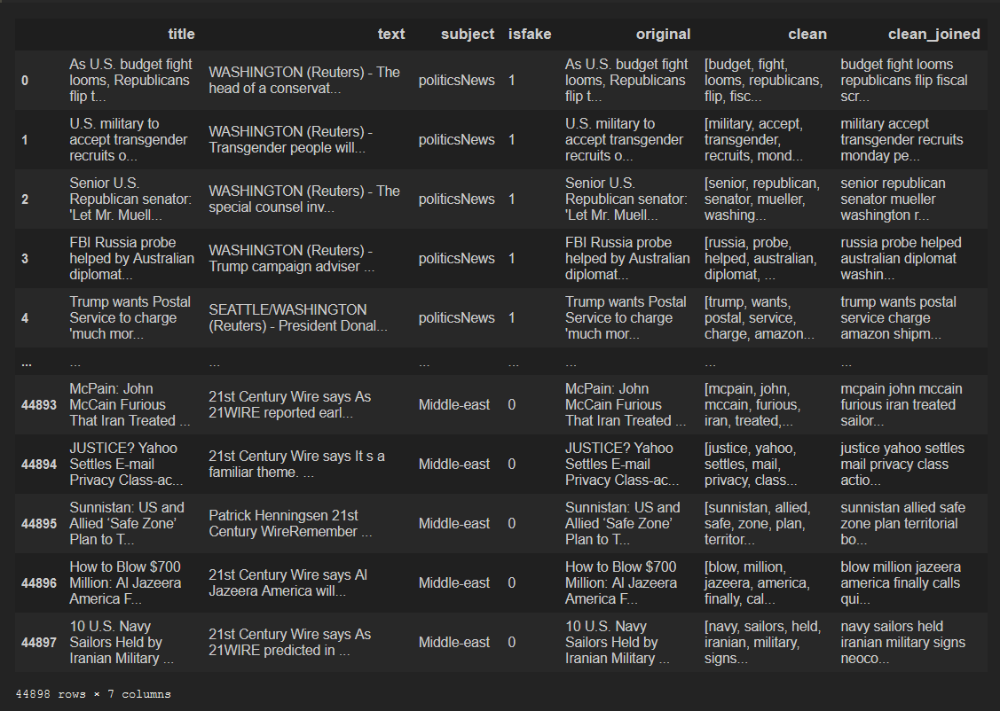 title text subject isfake original clean clean_joined
0 As U.S. budget fight looms, Republicans flip t... WASHINGTON (Reuters) - The head of a conservat... politicsNews 1 As U.S. budget fight looms, Republicans flip t... [budget, fight, looms, republicans, flip, fisc... budget fight looms republicans flip fiscal scr...
1 U.S. military to accept transgender recruits o... WASHINGTON (Reuters) - Transgender people will... politicsNews 1 U.S. military to accept transgender recruits o... [military, accept, transgender, recruits, mond... military accept transgender recruits monday pe...
2 Senior U.S. Republican senator: 'Let Mr. Muell... WASHINGTON (Reuters) - The special counsel inv... politicsNews 1 Senior U.S. Republican senator: 'Let Mr. Muell... [senior, republican, senator, mueller, washing... senior republican senator mueller washington r...
3 FBI Russia probe helped by Australian diplomat... WASHINGTON (Reuters) - Trump campaign adviser ... politicsNews 1 FBI Russia probe helped by Australian diplomat... [russia, probe, helped, australian, diplomat, ... russia probe helped australian diplomat washin...
4 Trump wants Postal Service to charge 'much mor... SEATTLE/WASHINGTON (Reuters) - President Donal... politicsNews 1 Trump wants Postal Service to charge 'much mor... [trump, wants, postal, service, charge, amazon... trump wants postal service charge amazon shipm...
... ... ... ... ... ... ... ...
44893 McPain: John McCain Furious That Iran Treated ... 21st Century Wire says As 21WIRE reported earl... Middle-east 0 McPain: John McCain Furious That Iran Treated ... [mcpain, john, mccain, furious, iran, treated,... mcpain john mccain furious iran treated sailor...
44894 JUSTICE? Yahoo Settles E-mail Privacy Class-ac... 21st Century Wire says It s a familiar theme. ... Middle-east 0 JUSTICE? Yahoo Settles E-mail Privacy Class-ac... [justice, yahoo, settles, mail, privacy, class... justice yahoo settles mail privacy class actio...
44895 Sunnistan: US and Allied ‘Safe Zone’ Plan to T... Patrick Henningsen 21st Century WireRemember ... Middle-east 0 Sunnistan: US and Allied ‘Safe Zone’ Plan to T... [sunnistan, allied, safe, zone, plan, territor... sunnistan allied safe zone plan territorial bo...
44896 How to Blow $700 Million: Al Jazeera America F... 21st Century Wire says Al Jazeera America will... Middle-east 0 How to Blow $700 Million: Al Jazeera America F... [blow, million, jazeera, america, finally, cal... blow million jazeera america finally calls qui...
44897 10 U.S. Navy Sailors Held by Iranian Military ... 21st Century Wire says As 21WIRE predicted in ... Middle-east 0 10 U.S. Navy Sailors Held by Iranian Military ... [navy, sailors, held, iranian, military, signs... navy sailors held iranian military signs neoco...
44898 rows × 7 columns